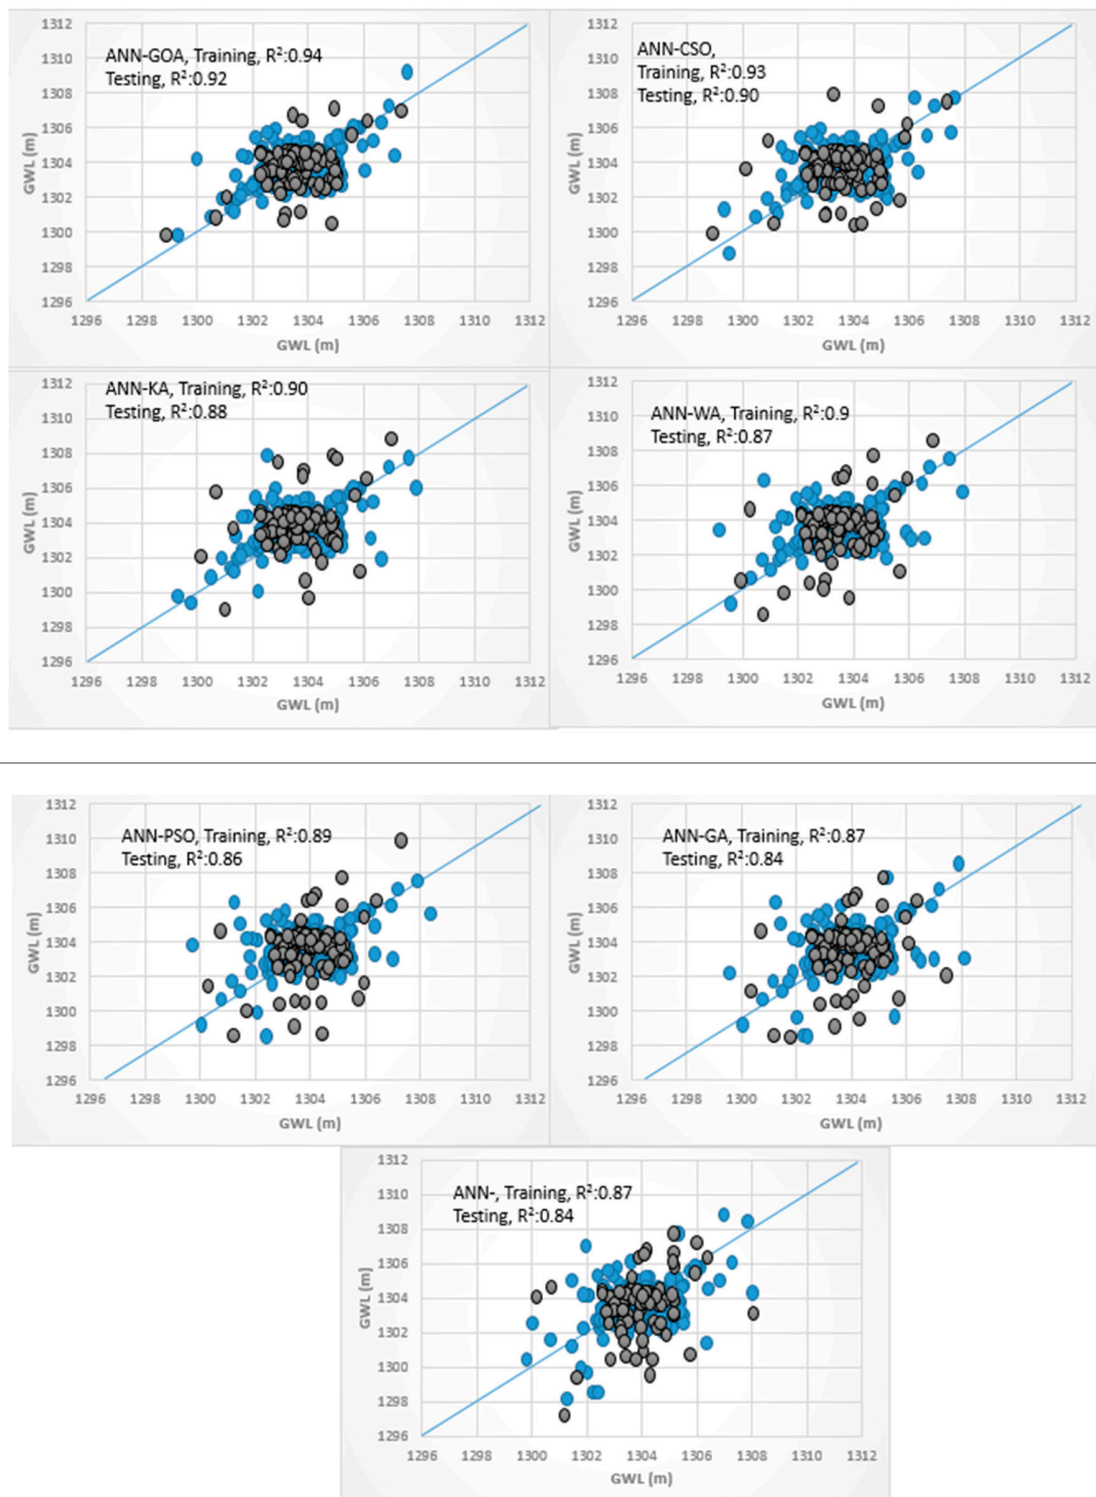 1312
1310
1308
1306
1304
1302
1300
1298
1296
GWL (m)
ANN-GOA, Training, R²:0.94
Testing, R²:0.92
1296 1298 1300 1302 1304 1306 1308 1310 1312
GWL (m)
1312
1310
1308
1306
1304
1302
1300
1298
1296
GWL (m)
ANN-CSO,
Training, R²:0.93
Testing, R²:0.90
1296 1298 1300 1302 1304 1306 1308 1310 1312
GWL (m)
1312
1310
1308
1306
1304
1302
1300
1298
1296
GWL (m)
ANN-KA, Training, R²:0.90
Testing, R²:0.88
1296 1298 1300 1302 1304 1306 1308 1310 1312
GWL (m)
1312
1310
1308
1306
1304
1302
1300
1298
1296
GWL (m)
ANN-WA, Training, R²:0.9
Testing, R²:0.87
1296 1298 1300 1302 1304 1306 1308 1310 1312
GWL (m)
1312
1310
1308
1306
1304
1302
1300
1298
1296
GWL (m)
ANN-PSO, Training, R²:0.89
Testing, R²:0.86
1296 1298 1300 1302 1304 1306 1308 1310 1312
GWL (m)
1312
1310
1308
1306
1304
1302
1300
1298
1296
GWL (m)
ANN-GA, Training, R²:0.87
Testing, R²:0.84
1296 1298 1300 1302 1304 1306 1308 1310 1312
GWL (m)
1312
1310
1308
1306
1304
1302
1300
1298
1296
GWL (m)
ANN-, Training, R²:0.87
Testing, R²:0.84
1296 1298 1300 1302 1304 1306 1308 1310 1312
GWL (m)